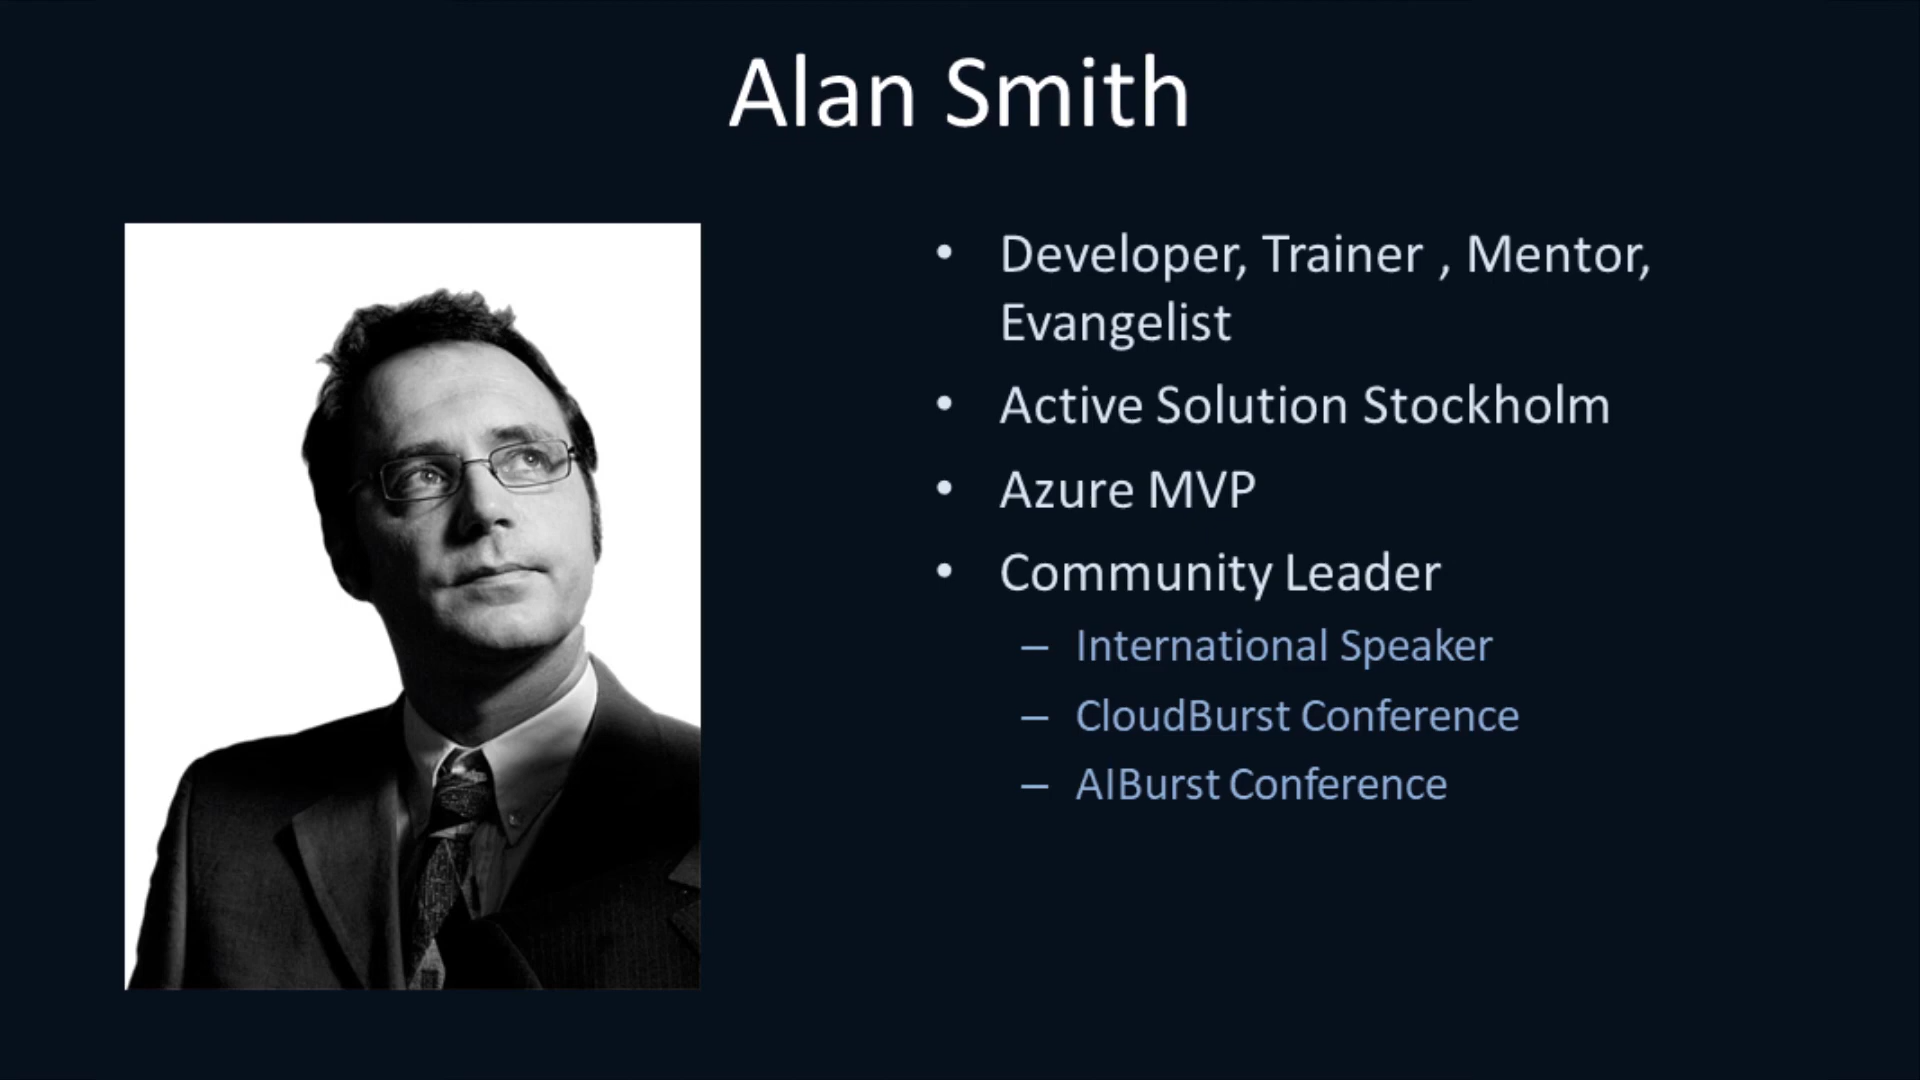 Alan Smith
• Developer, Trainer , Mentor,
Evangelist
• Active Solution Stockholm
• Azure MVP
• Community Leader
– International Speaker
– CloudBurst Conference
– AIBurst Conference